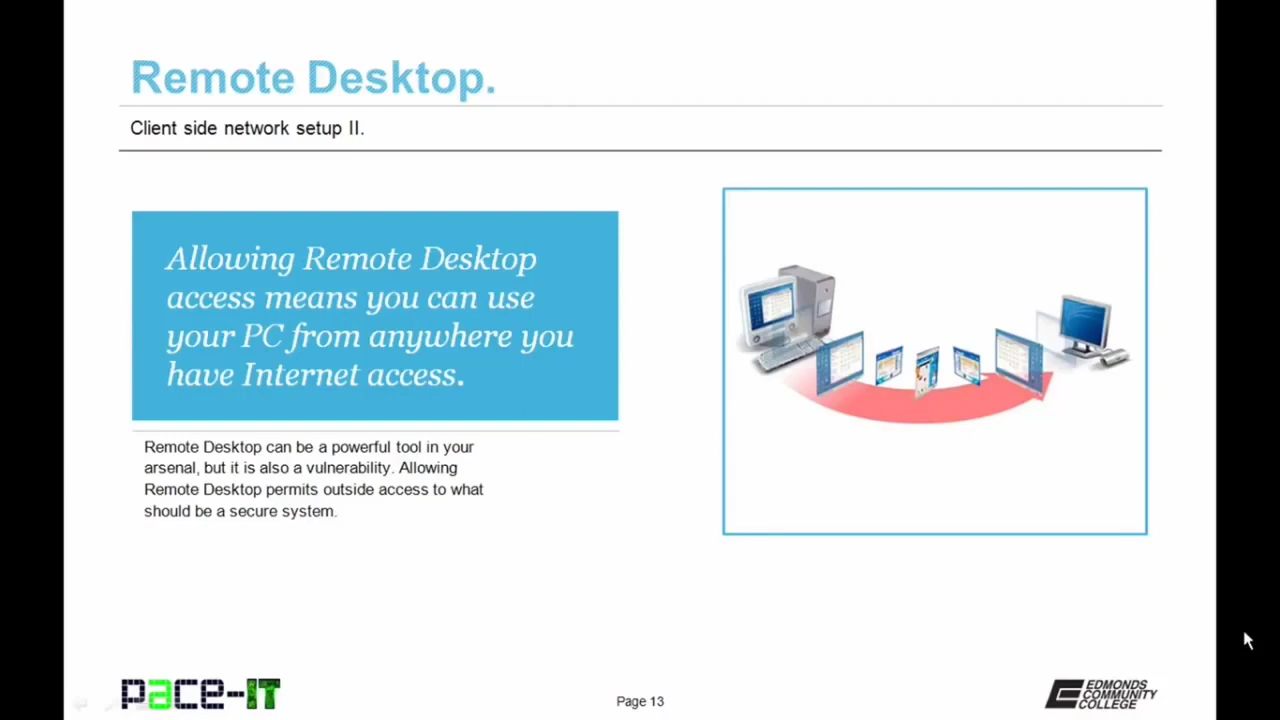 Remote Desktop.
Client side network setup II.
Allowing Remote Desktop
access means you can use
your PC from anywhere you
have Internet access.
Remote Desktop can be a powerful tool in your
arsenal, but it is also a vulnerability. Allowing
Remote Desktop permits outside access to what
should be a secure system.
pace-IT
Page 13
EDMONDS
COMMUNITY
COLLEGE